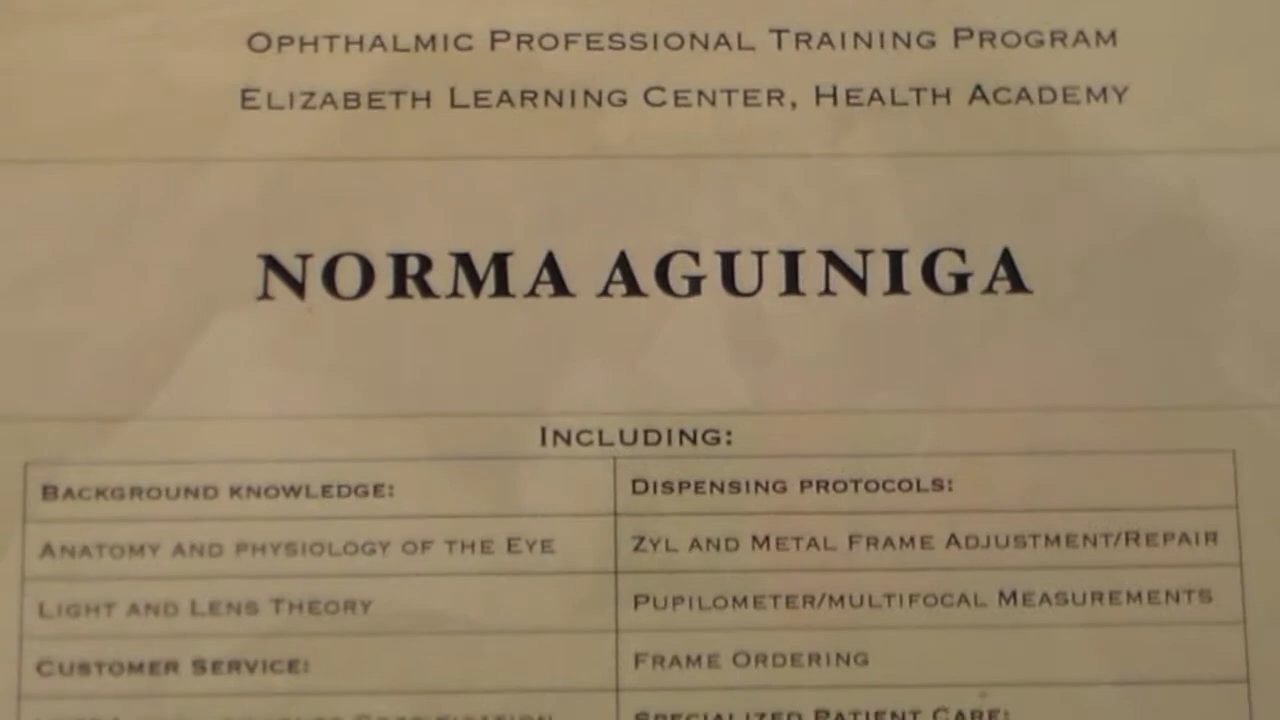 OPHTHALMIC PROFESSIONAL TRAINING PROGRAM
ELIZABETH LEARNING CENTER, HEALTH ACADEMY
NORMA AGUINIGA
INCLUDING:
BACKGROUND KNOWLEDGE:
DISPENSING PROTOCOLS:
ANATOMY AND PHYSIOLOGY OF THE EYE
ZYL AND METAL FRAME ADJUSTMENT/REPAIR
LIGHT AND LENS THEORY
PUPILOMETER/MULTIFOCAL MEASUREMENTS
CUSTOMER SERVICE:
FRAME ORDERING
SPECIALIZED PATIENT CARE: